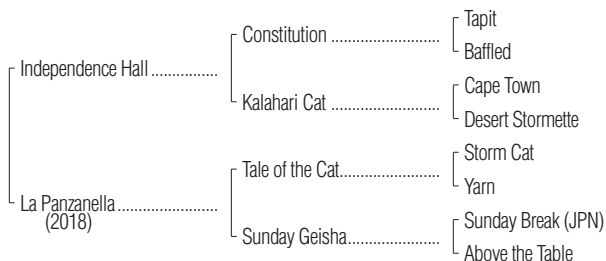 Tapit
Constitution
Baffled
Independence Hall
Cape Town
Kalahari Cat
Desert Stormette
Storm Cat
Tale of the Cat
Yarn
La Panzanella
(2018)
Sunday Break (JPN)
Sunday Geisha
Above the Table